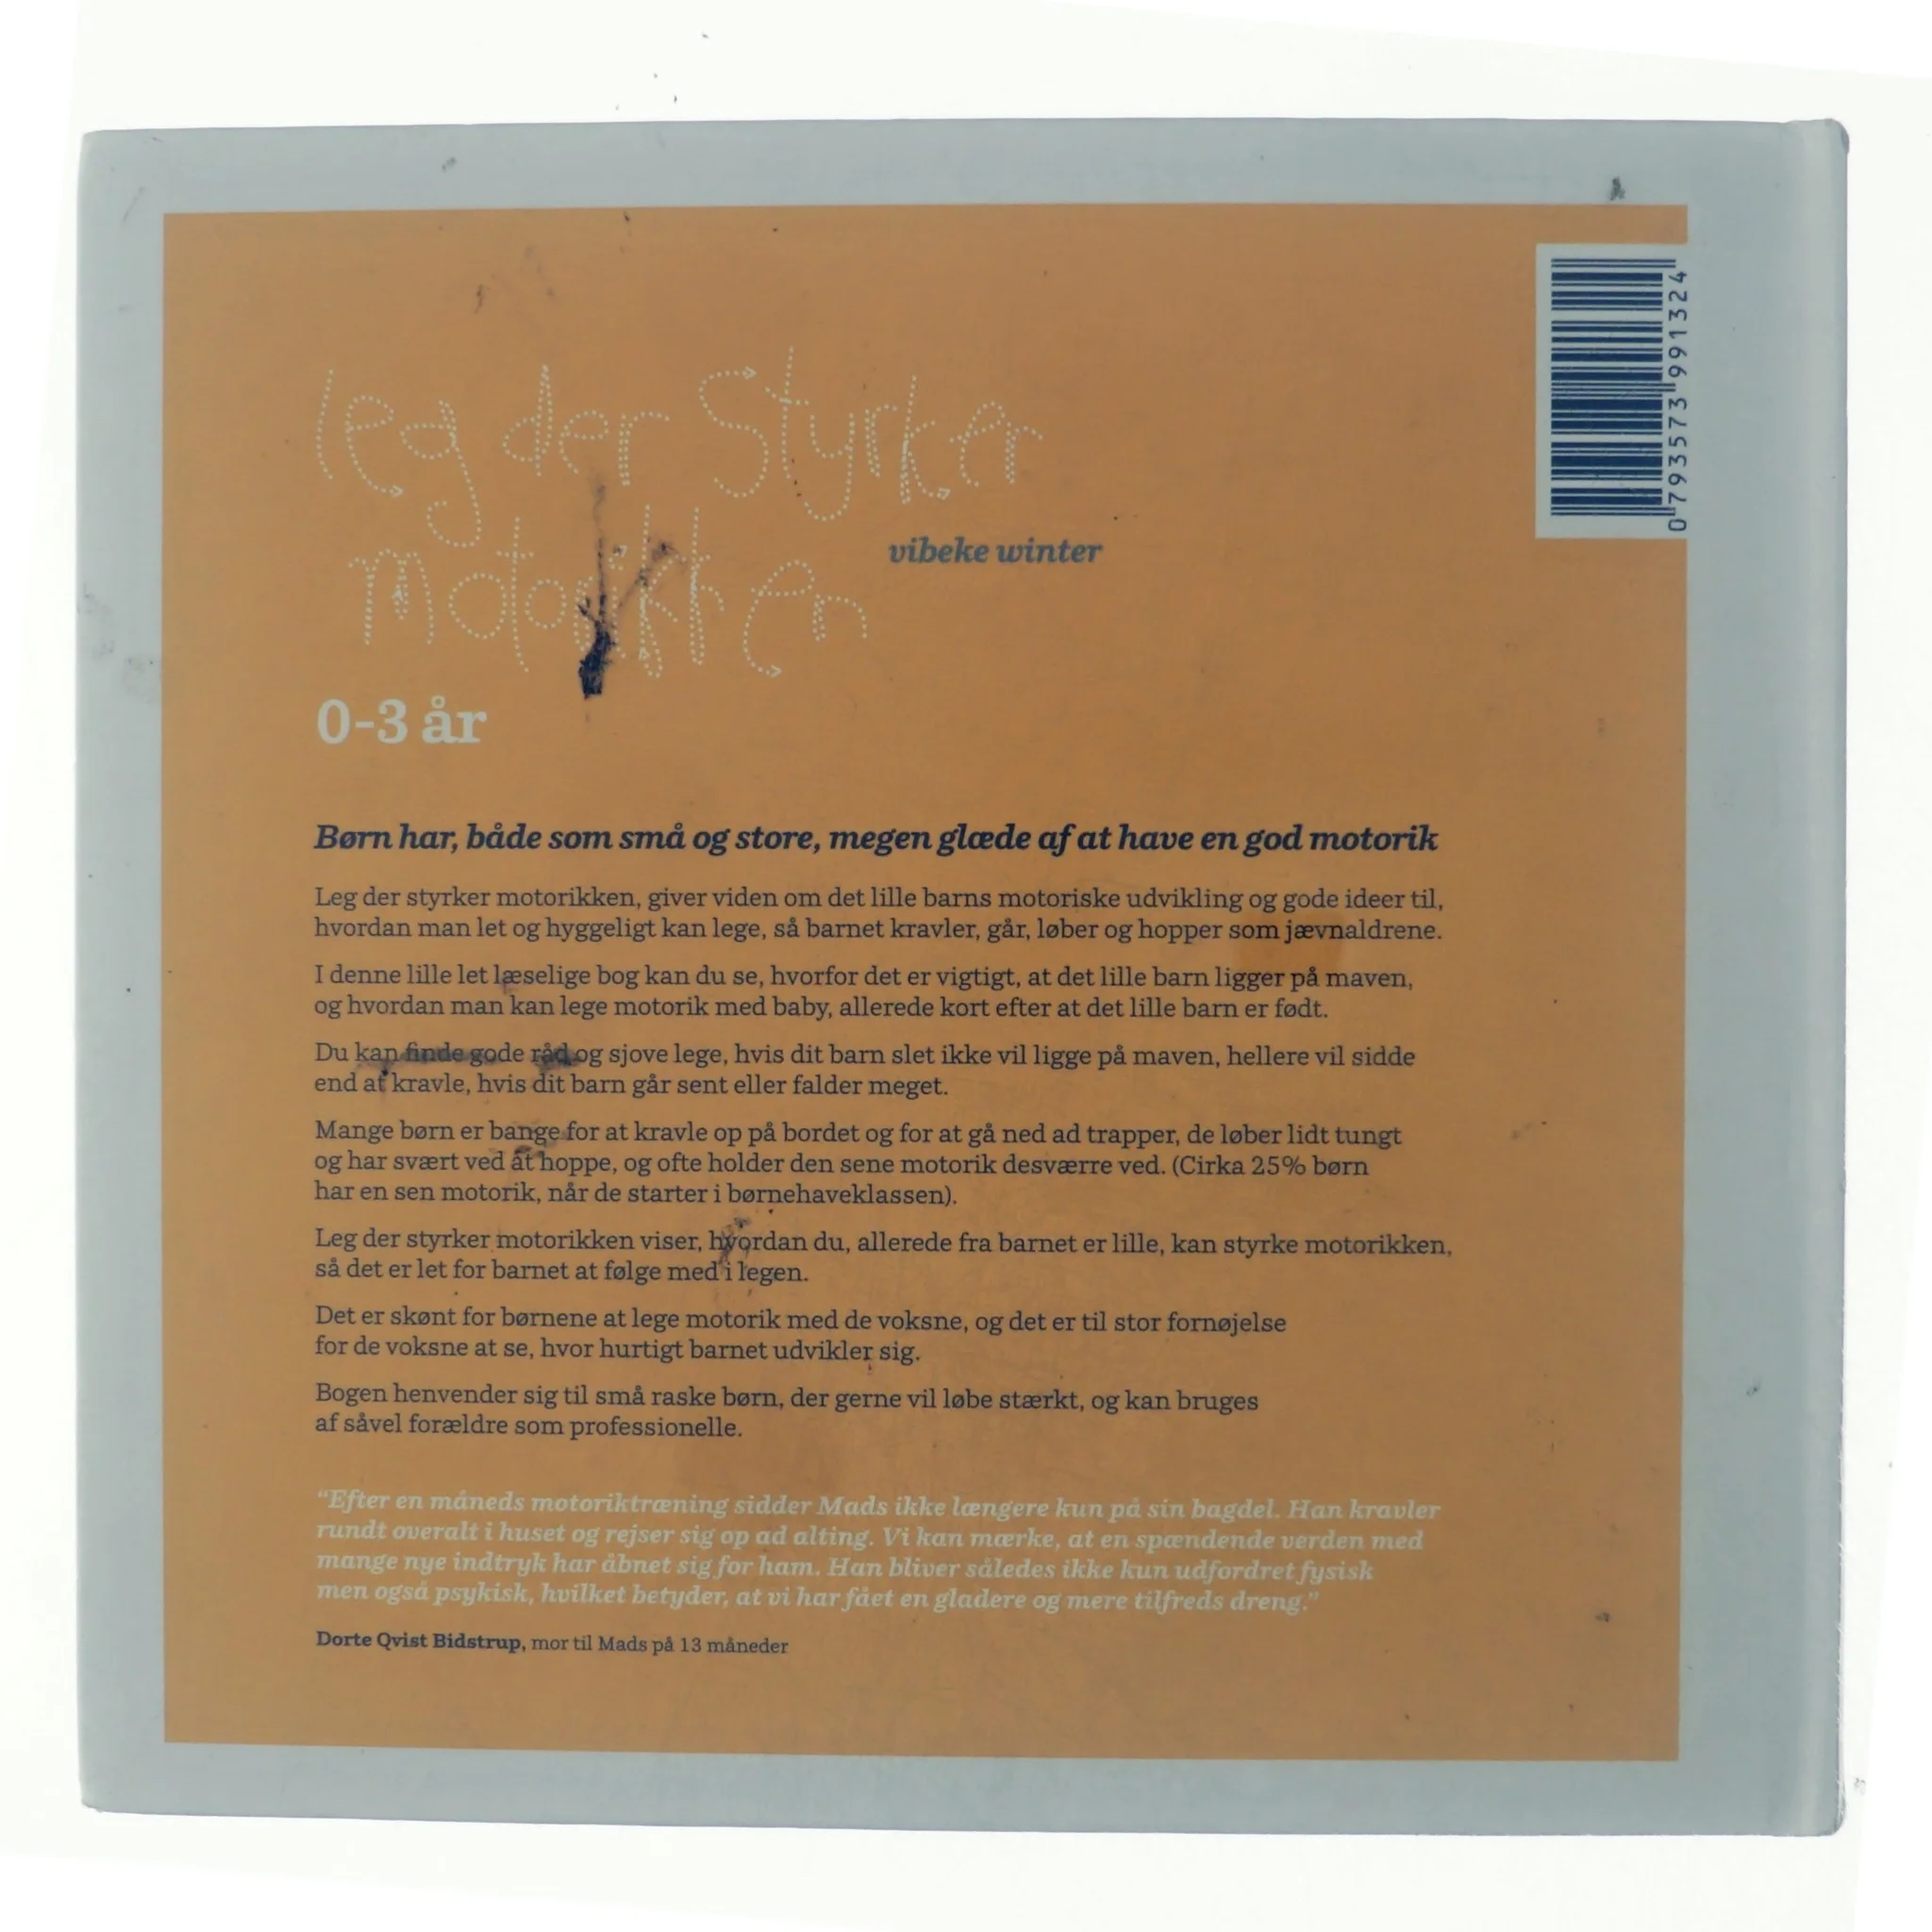 leg der styrker
motorikken
vibeke winter
0-3 år
Børn har, både som små og store, megen glæde af at have en god motorik
Leg der styrker motorikken, giver viden om det lille barns motoriske udvikling og gode ideer til,
hvordan man let og hyggeligt kan lege, så barnet kravler, går, løber og hopper som jævnaldrene.
I denne lille let læselige bog kan du se, hvorfor det er vigtigt, at det lille barn ligger på maven,
og hvordan man kan lege motorik med baby, allerede kort efter at det lille barn er født.
Du kan finde gode råd og sjove lege, hvis dit barn slet ikke vil ligge på maven, hellere vil sidde
end at kravle, hvis dit barn går sent eller falder meget.
Mange børn er bange for at kravle op på bordet og for at gå ned ad trapper, de løber lidt tungt
og har svært ved at hoppe, og ofte holder den sene motorik desværre ved. (Cirka 25% børn
har en sen motorik, når de starter i børnehaveklassen).
Leg der styrker motorikken viser, hvordan du, allerede fra barnet er lille, kan styrke motorikken,
så det er let for barnet at følge med i legen.
Det er skønt for børnene at lege motorik med de voksne, og det er til stor fornøjelse
for de voksne at se, hvor hurtigt barnet udvikler sig.
Bogen henvender sig til små raske børn, der gerne vil løbe stærkt, og kan bruges
af såvel forældre som professionelle.
“Efter en måneds motoriktræning sidder Mads ikke længere kun på sin bagdel. Han kravler
rundt overalt i huset og rejser sig op ad alting. Vi kan mærke, at en spændende verden med
mange nye indtryk har åbnet sig for ham. Han bliver således ikke kun udfordret fysisk
men også psykisk, hvilket betyder, at vi har fået en gladere og mere tilfreds dreng.”
Dorte Qvist Bidstrup, mor til Mads på 13 måneder
0 793573 991324